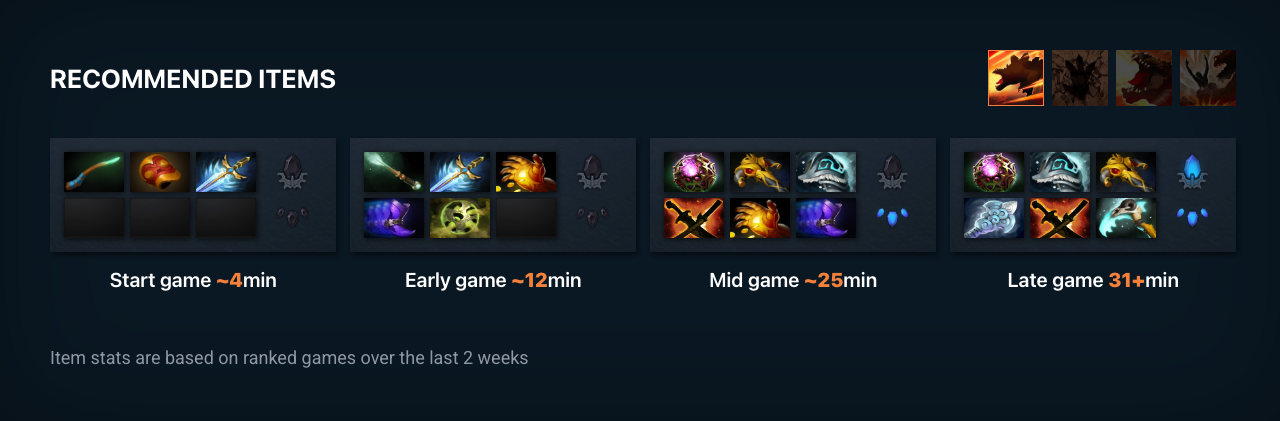 RECOMMENDED ITEMS
Start game ~4min
Early game ~12min
Mid game ~25min
Late game 31+min
Item stats are based on ranked games over the last 2 weeks